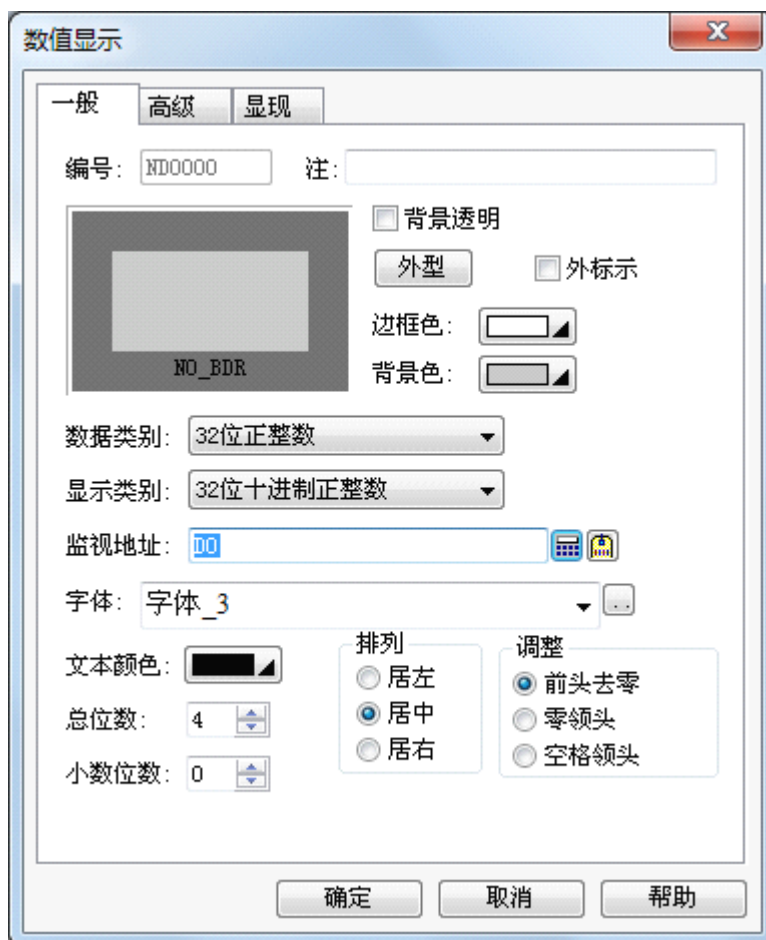 数值显示
一般 高级 显现
编号: ND0000 注:
背景透明
外型 外标示
边框色:
NO_BDR 背景色:
数据类别: 32位正整数
显示类别: 32位十进制正整数
监视地址: D0
字体: 字体_3 ..
排列 调整
文本颜色: 居左 前头去零
总位数: 4 居中 零领头
居右 空格领头
小数位数: 0
确定 取消 帮助